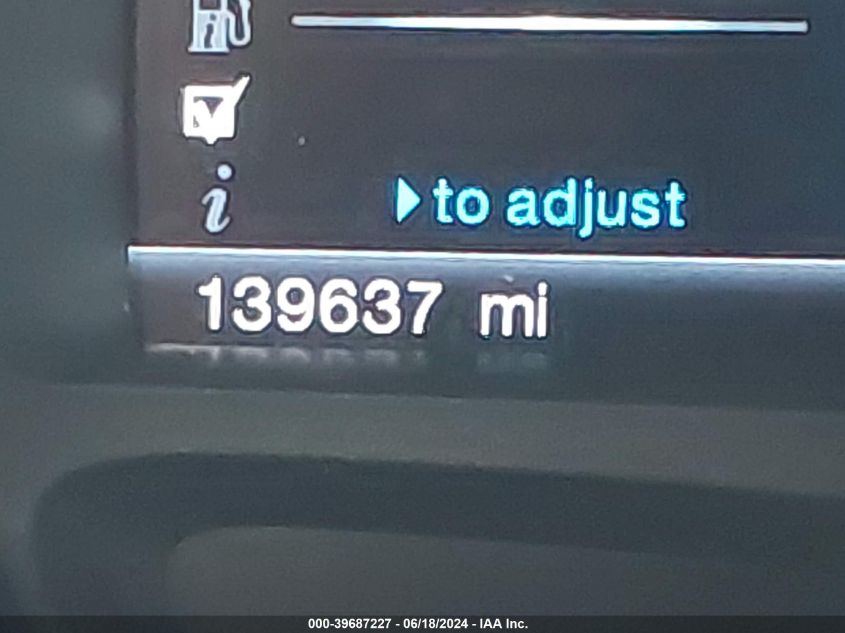 to adjust
139637 mi
000-39687227 - 06/18/2024 - IAA Inc.